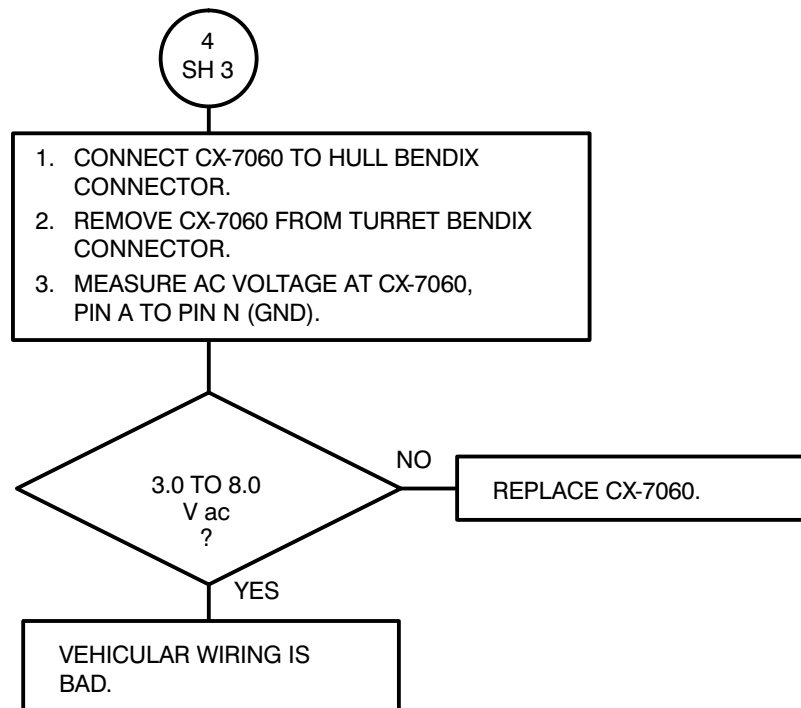 4
SH 3
1. CONNECT CX-7060 TO HULL BENDIX
CONNECTOR.
2. REMOVE CX-7060 FROM TURRET BENDIX
CONNECTOR.
3. MEASURE AC VOLTAGE AT CX-7060,
PIN A TO PIN N (GND).
3.0 TO 8.0
V ac
?
NO
REPLACE CX-7060.
YES
VEHICULAR WIRING IS
BAD.